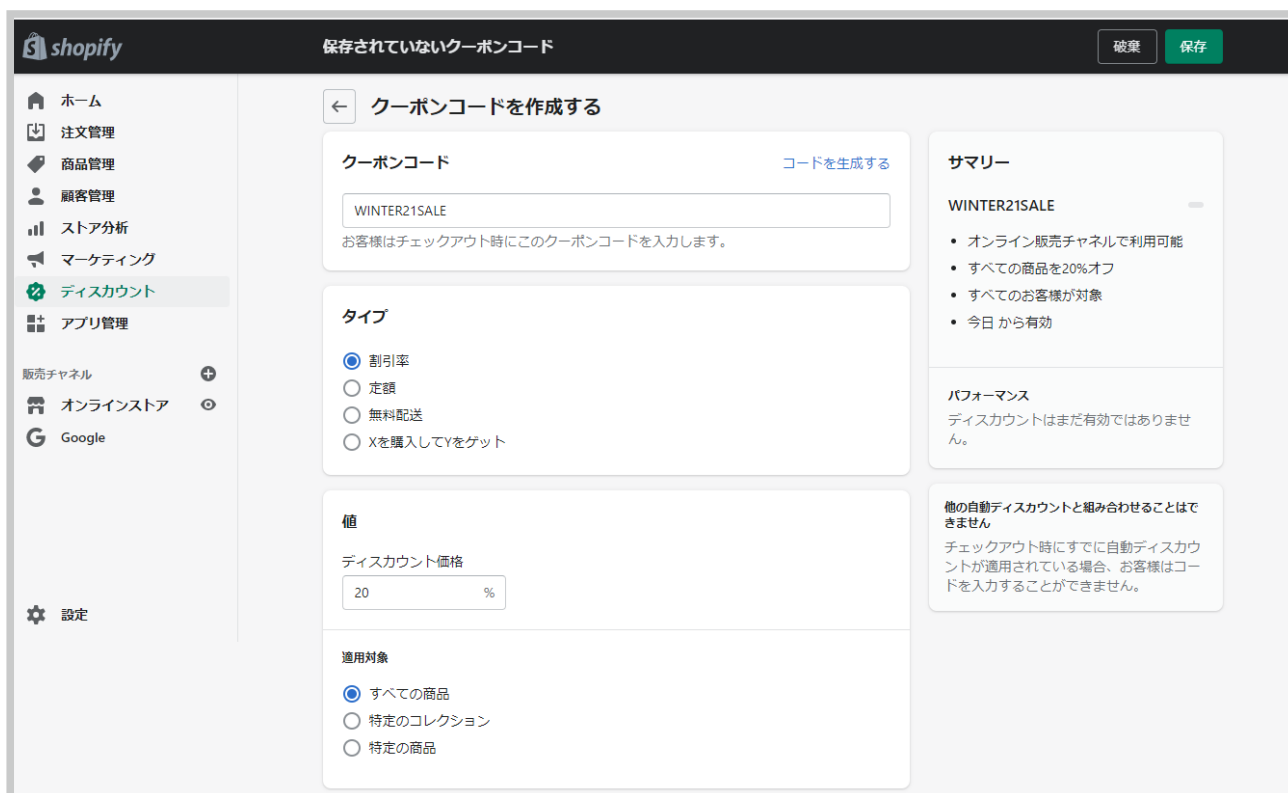 shopify
保存されていないクーポンコード
破棄
保存
ホーム
注文管理
商品管理
顧客管理
ストア分析
マーケティング
ディスカウント
アプリ管理
販売チャネル
オンラインストア
Google
設定
クーポンコードを作成する
クーポンコード
コードを生成する
WINTER21SALE
お客様はチェックアウト時にこのクーポンコードを入力します。
タイプ
割引率
定額
無料配送
Xを購入してYをゲット
値
ディスカウント価格
20 %
適用対象
すべての商品
特定のコレクション
特定の商品
サマリー
WINTER21SALE
• オンライン販売チャネルで利用可能
• すべての商品を20%オフ
• すべてのお客様が対象
• 今日 から有効
パフォーマンス
ディスカウントはまだ有効ではありませ
ん。
他の自動ディスカウントと組み合わせることはで
きません
チェックアウト時にすでに自動ディスカウ
ントが適用されている場合、お客様はコー
ドを入力することができません。